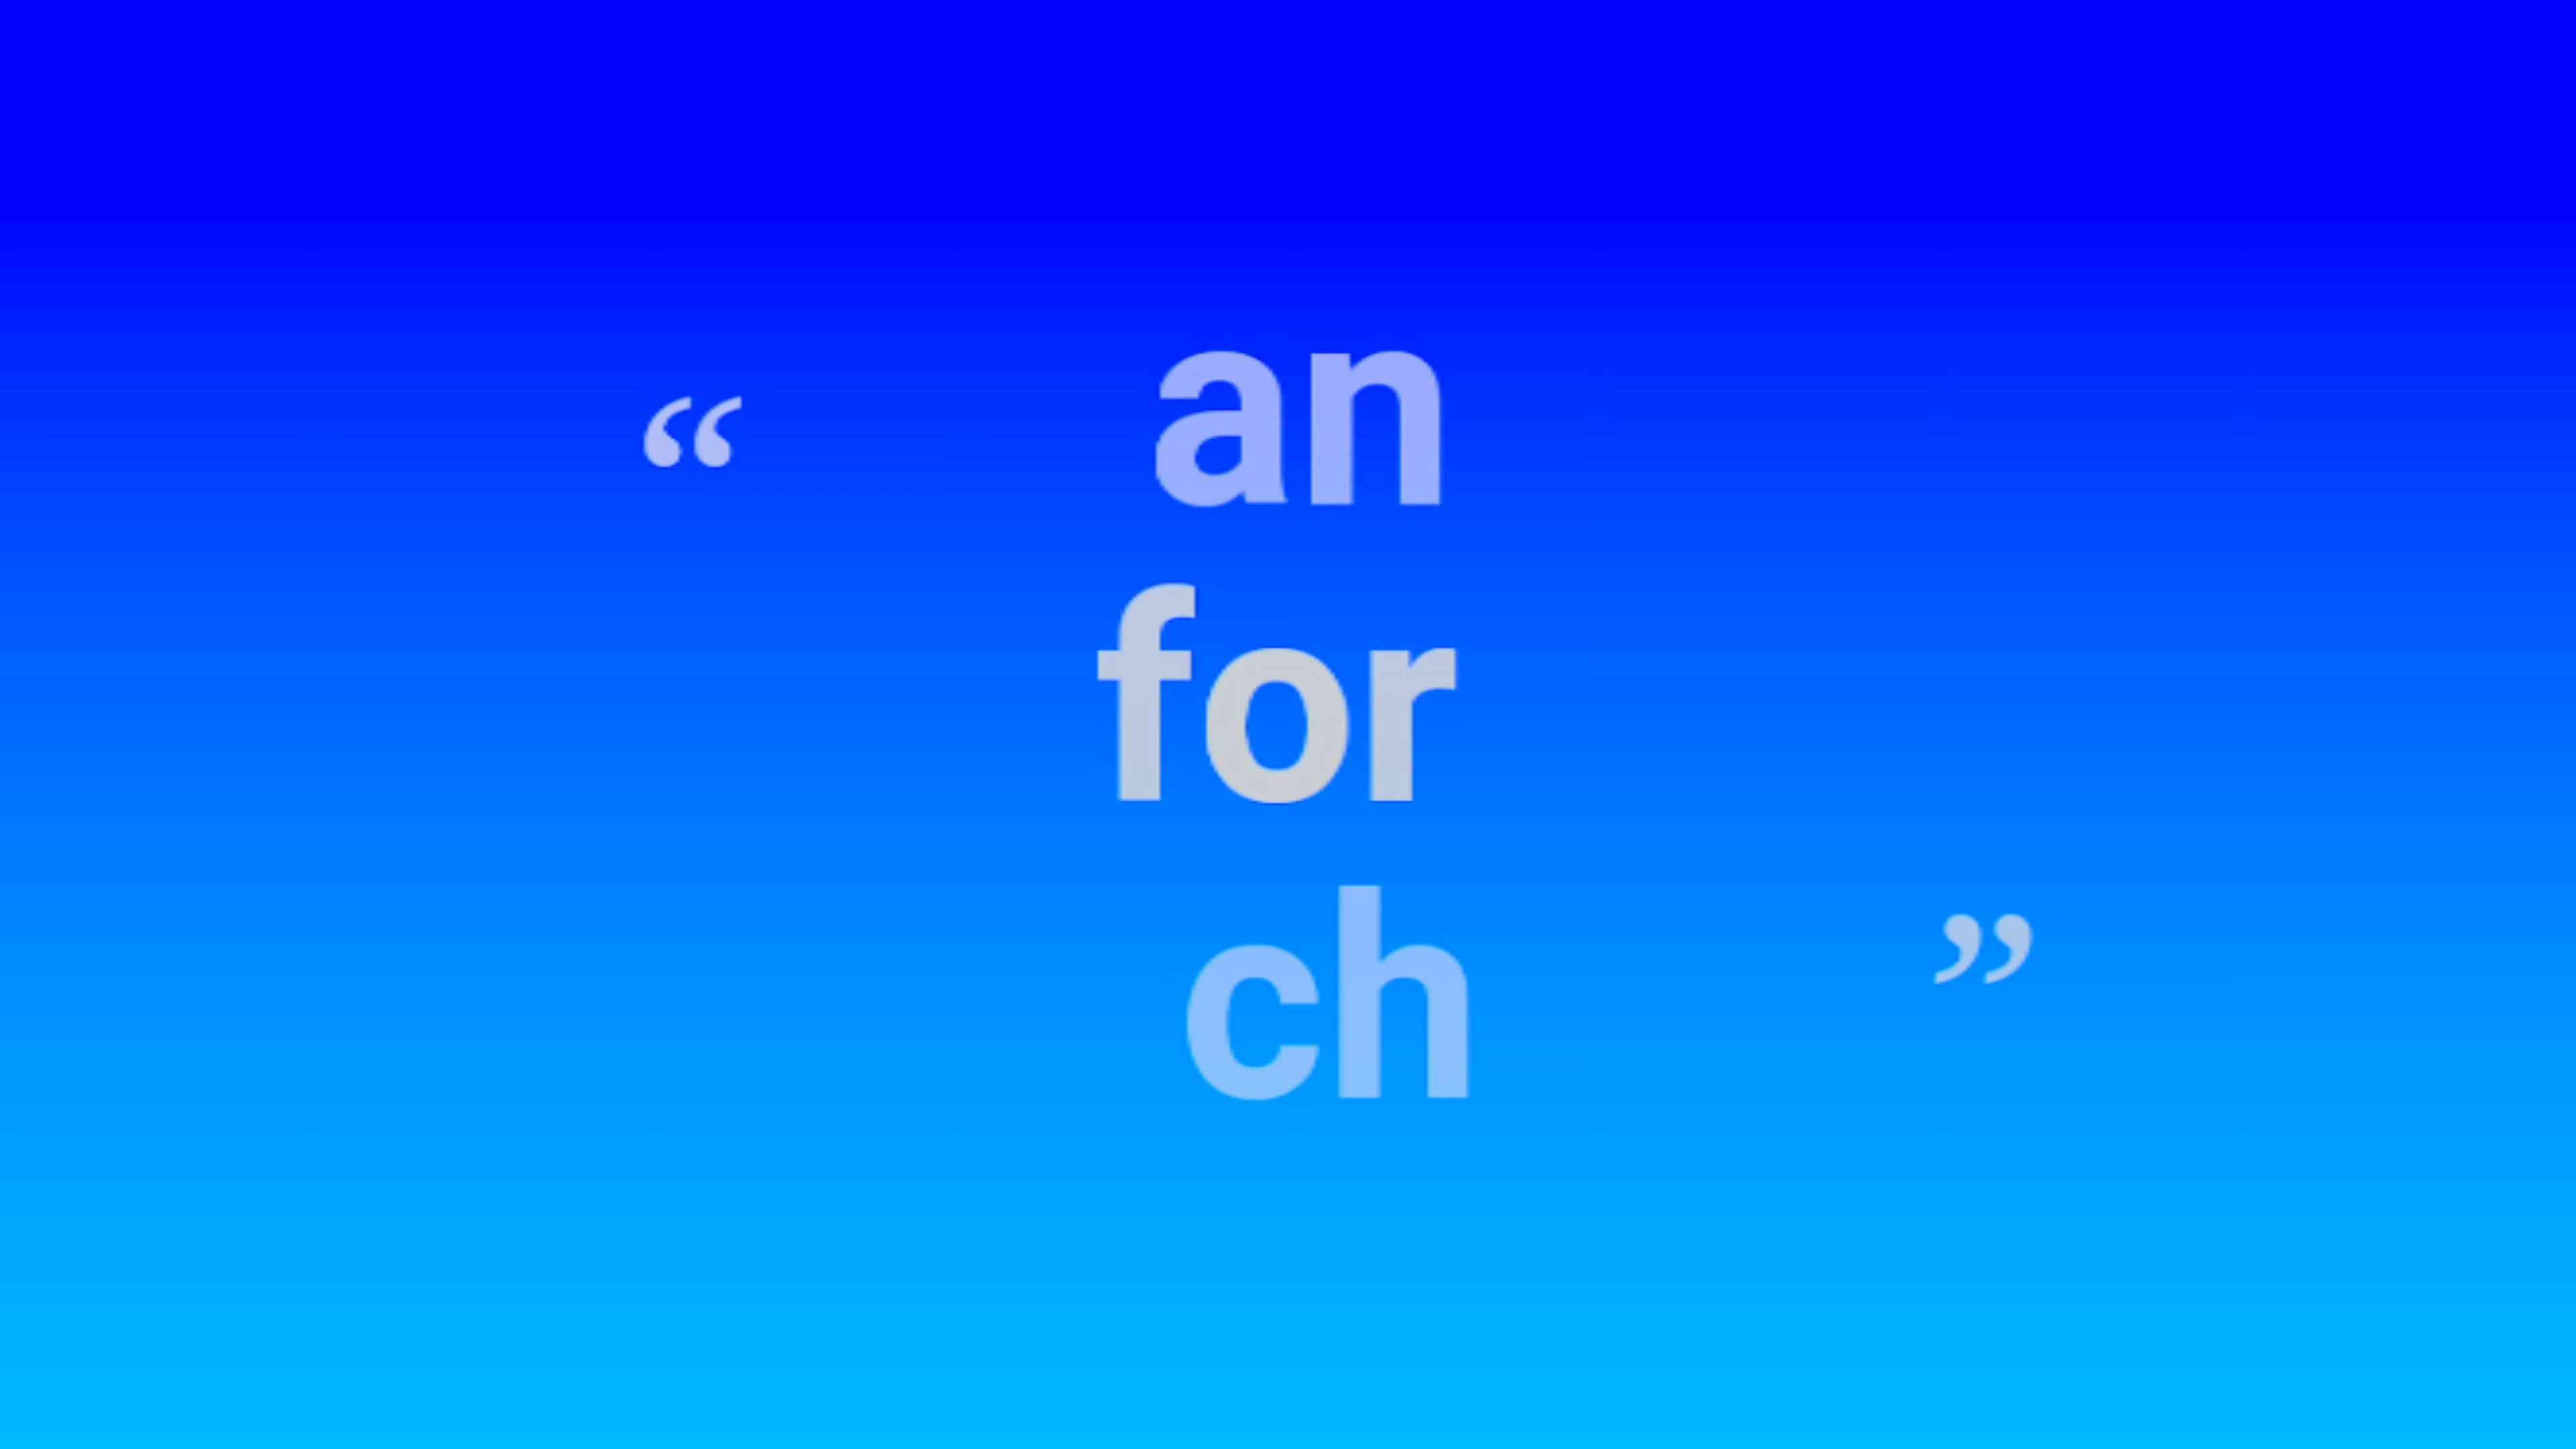 “ an
for
ch ”